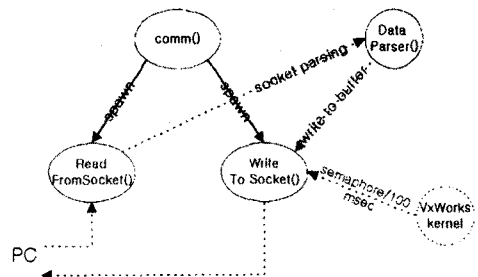 comm()
Data
Parser()
socket parsing
spawn
spawn
write-to-buffer
Read
FromSocket()
Write
To Socket()
semaphore/100
msec
VxWorks
kernel
PC